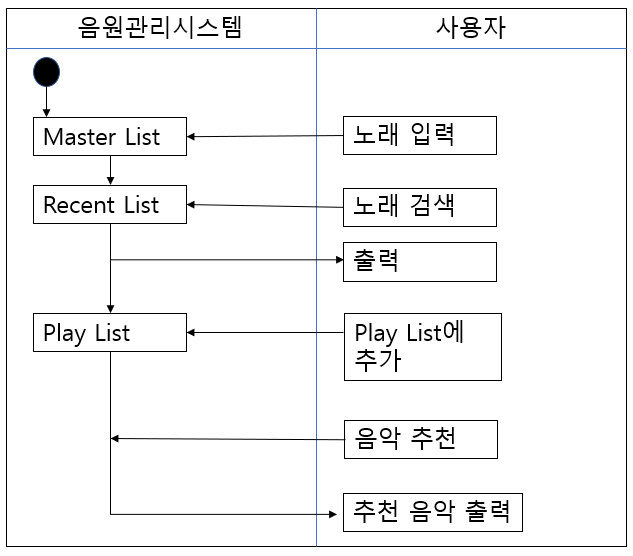 음원관리시스템
사용자
Master List
노래 입력
Recent List
노래 검색
출력
Play List
Play List에
추가
음악 추천
추천 음악 출력